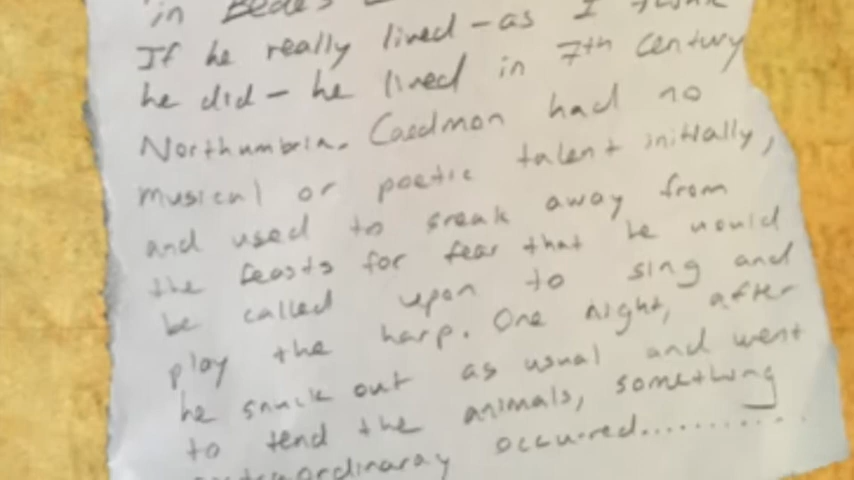 in Bede's
If he really lived – as I think
he did – he lived in 7th century
Northumbria. Caedmon had no
musical or poetic talent initially,
and used to sneak away from
the feasts for fear that he would
be called upon to sing and
play the harp. One night, after
he snuck out as usual and went
to tend the animals, something
extraordinaray occurred............